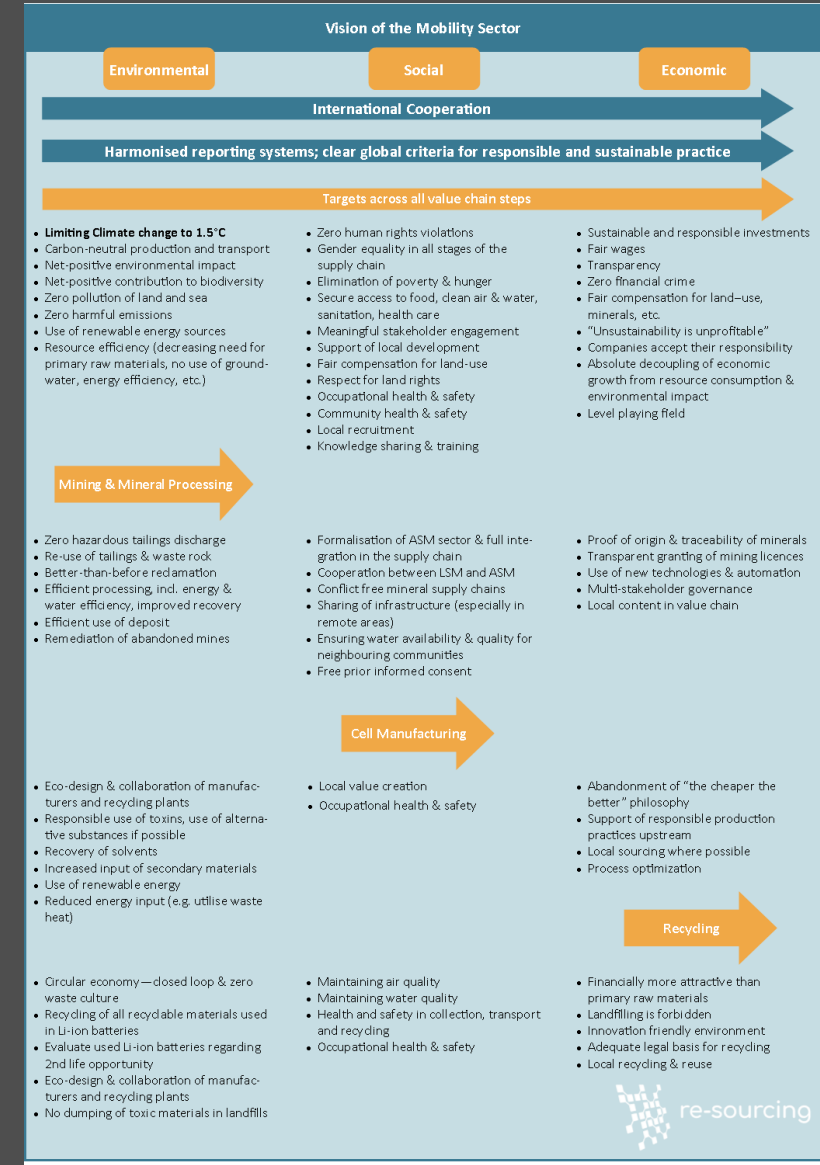 Vision of the Mobility Sector
Environmental
Social
Economic
International Cooperation
Harmonised reporting systems; clear global criteria for responsible and sustainable practice
Targets across all value chain steps
• Limiting Climate change to 1.5°C
• Carbon-neutral production and transport
• Net-positive environmental impact
• Net-positive contribution to biodiversity
• Zero pollution of land and sea
• Zero harmful emissions
• Use of renewable energy sources
• Resource efficiency (decreasing need for
primary raw materials, no use of ground-
water, energy efficiency, etc.)
• Zero human rights violations
• Gender equality in all stages of the
supply chain
• Elimination of poverty & hunger
• Secure access to food, clean air & water,
sanitation, health care
• Meaningful stakeholder engagement
• Support of local development
• Fair compensation for land-use
• Respect for land rights
• Occupational health & safety
• Community health & safety
• Local recruitment
• Knowledge sharing & training
• Sustainable and responsible investments
• Fair wages
• Transparency
• Zero financial crime
• Fair compensation for land–use,
minerals, etc.
• “Unsustainability is unprofitable”
• Companies accept their responsibility
• Absolute decoupling of economic
growth from resource consumption &
environmental impact
• Level playing field
Mining & Mineral Processing
• Zero hazardous tailings discharge
• Re-use of tailings & waste rock
• Better-than-before reclamation
• Efficient processing, incl. energy &
water efficiency, improved recovery
• Efficient use of deposit
• Remediation of abandoned mines
• Formalisation of ASM sector & full inte-
gration in the supply chain
• Cooperation between LSM and ASM
• Conflict free mineral supply chains
• Sharing of infrastructure (especially in
remote areas)
• Ensuring water availability & quality for
neighbouring communities
• Free prior informed consent
• Proof of origin & traceability of minerals
• Transparent granting of mining licences
• Use of new technologies & automation
• Multi-stakeholder governance
• Local content in value chain
Cell Manufacturing
• Eco-design & collaboration of manufac-
turers and recycling plants
• Responsible use of toxins, use of alterna-
tive substances if possible
• Recovery of solvents
• Increased input of secondary materials
• Use of renewable energy
• Reduced energy input (e.g. utilise waste
heat)
• Local value creation
• Occupational health & safety
• Abandonment of “the cheaper the
better” philosophy
• Support of responsible production
practices upstream
• Local sourcing where possible
• Process optimization
Recycling
• Circular economy—closed loop & zero
waste culture
• Recycling of all recyclable materials used
in Li-ion batteries
• Evaluate used Li-ion batteries regarding
2nd life opportunity
• Eco-design & collaboration of manufac-
turers and recycling plants
• No dumping of toxic materials in landfills
• Maintaining air quality
• Maintaining water quality
• Health and safety in collection, transport
and recycling
• Occupational health & safety
• Financially more attractive than
primary raw materials
• Landfilling is forbidden
• Innovation friendly environment
• Adequate legal basis for recycling
• Local recycling & reuse
re-sourcing